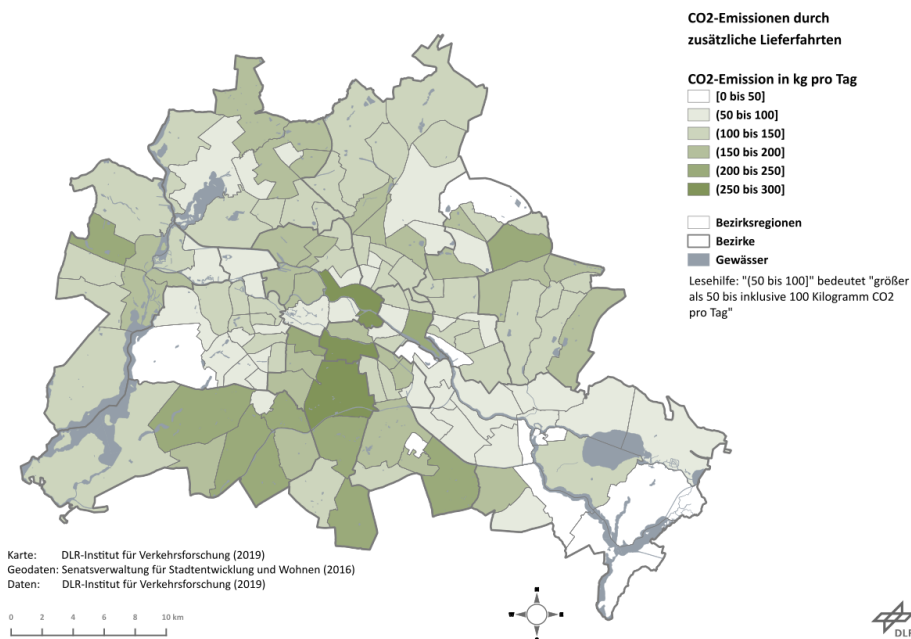 CO2-Emissionen durch
zusätzliche Lieferfahrten
CO2-Emission in kg pro Tag
[0 bis 50]
(50 bis 100]
(100 bis 150]
(150 bis 200]
(200 bis 250]
(250 bis 300]
Bezirksregionen
Bezirke
Gewässer
Lesehilfe: "(50 bis 100]" bedeutet "größer
als 50 bis inklusive 100 Kilogramm CO2
pro Tag"
Karte: DLR-Institut für Verkehrsforschung (2019)
Geodaten: Senatsverwaltung für Stadtentwicklung und Wohnen (2016)
Daten: DLR-Institut für Verkehrsforschung (2019)
0 2 4 6 8 10 km
DLR